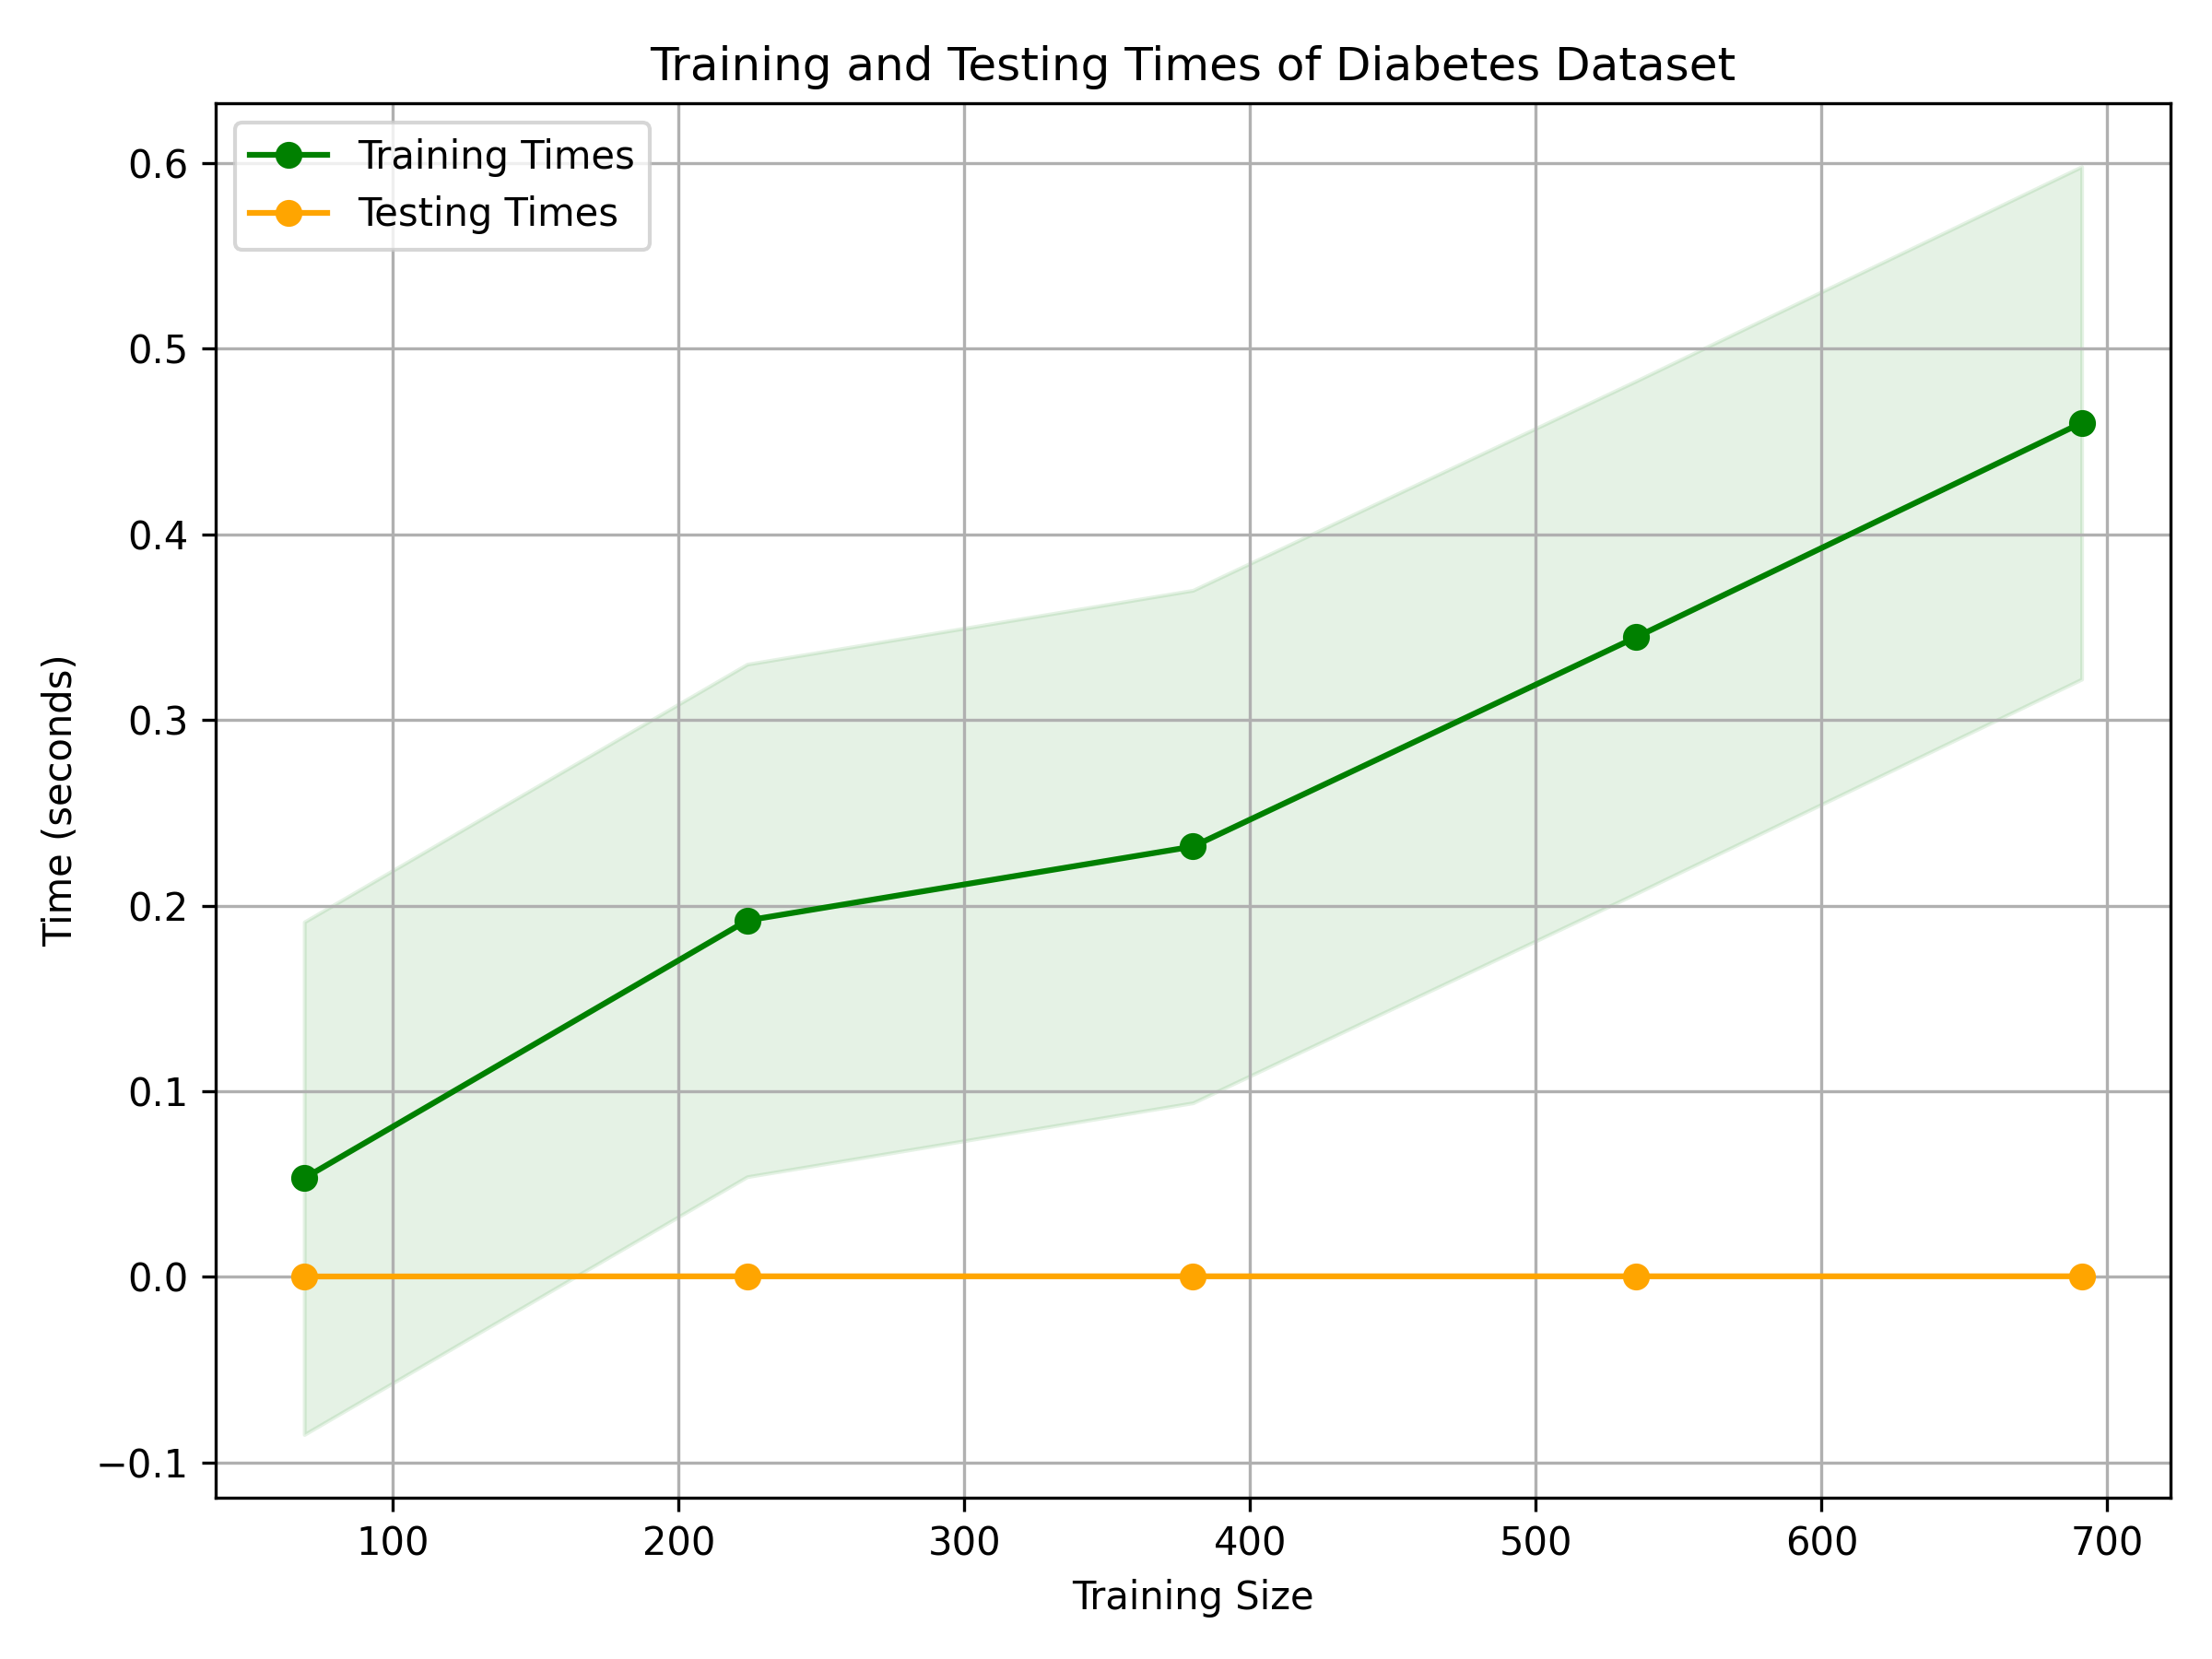 Training and Testing Times of Diabetes Dataset
Training Times
Testing Times
0.6
0.5
0.4
0.3
0.2
0.1
0.0
−0.1
Time (seconds)
100 200 300 400 500 600 700
Training Size